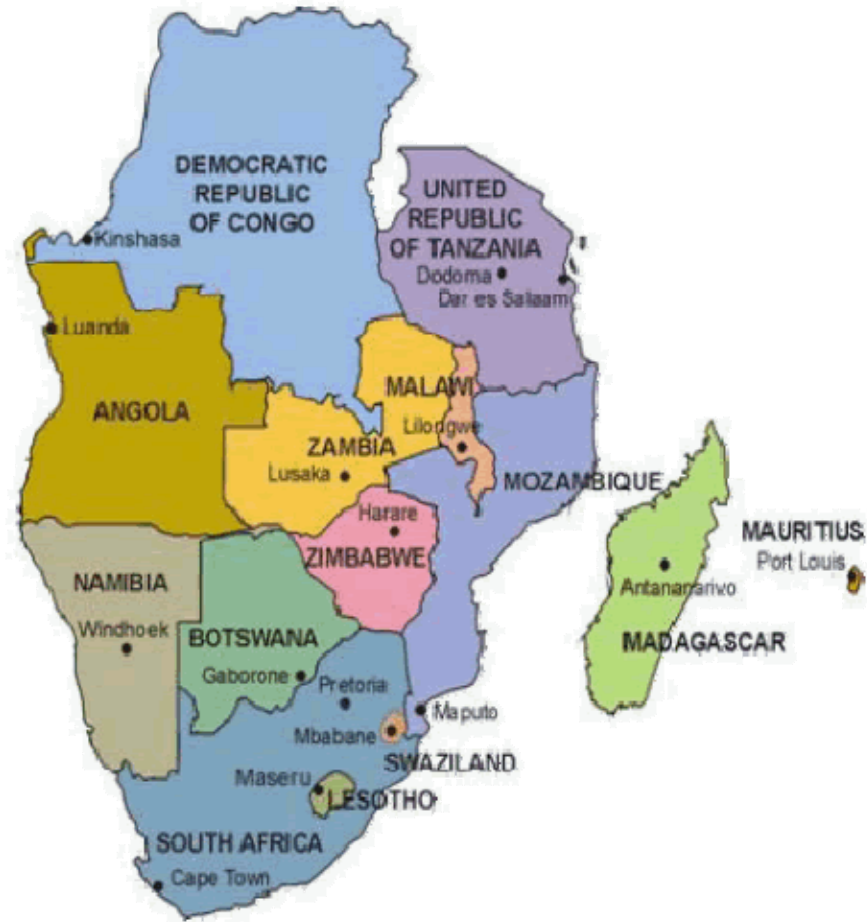 DEMOCRATIC
REPUBLIC
OF CONGO
Kinshasa
UNITED
REPUBLIC
OF TANZANIA
Dodoma
Dar es Saliaam
Luanda
ANGOLA
MALAWI
Lilongwe
ZAMBIA
Lusaka
MOZAMBIQUE
Harare
ZIMBABWE
MAURITIUS
Port Louis
NAMIBIA
Antananarivo
Windhoek
BOTSWANA
MADAGASCAR
Gaborone
Pretoria
Maputo
Mbabane
SWAZILAND
Maseru
LESOTHO
SOUTH AFRICA
Cape Town